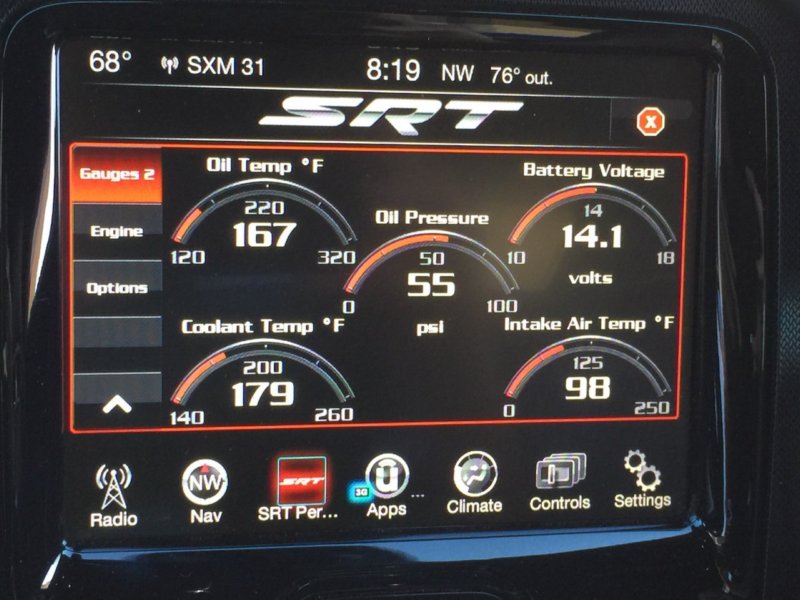 68° SXM 31 8:19 NW 76° out.
SRT
X
Gauges 2
Engine
Options
Oil Temp °F
220
167
120 320
Oil Pressure
50
55
0 100
psi
Battery Voltage
14
14.1
10 18
volts
Coolant Temp °F
200
179
140 260
Intake Air Temp °F
125
98
0 250
Radio
NW
Nav
SRT
SRT Per...
3G
Apps
...
Climate
Controls
Settings